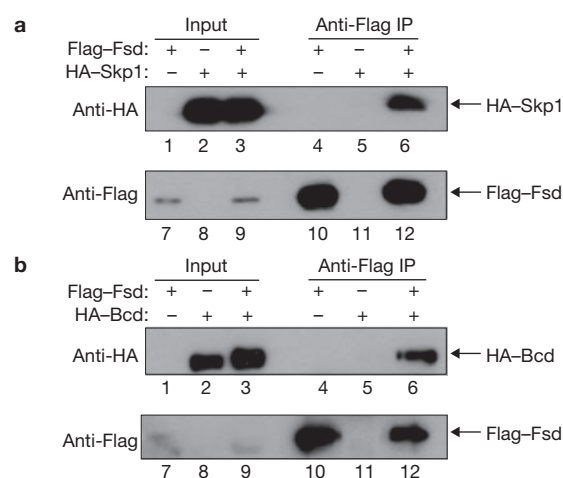 a
Input Anti-Flag IP
Flag–Fsd: + – + + – +
HA–Skp1: – + + – + +
Anti-HA HA–Skp1
1 2 3 4 5 6
Anti-Flag Flag–Fsd
7 8 9 10 11 12
b
Input Anti-Flag IP
Flag–Fsd: + – + + – +
HA–Bcd: – + + – + +
Anti-HA HA–Bcd
1 2 3 4 5 6
Anti-Flag Flag–Fsd
7 8 9 10 11 12